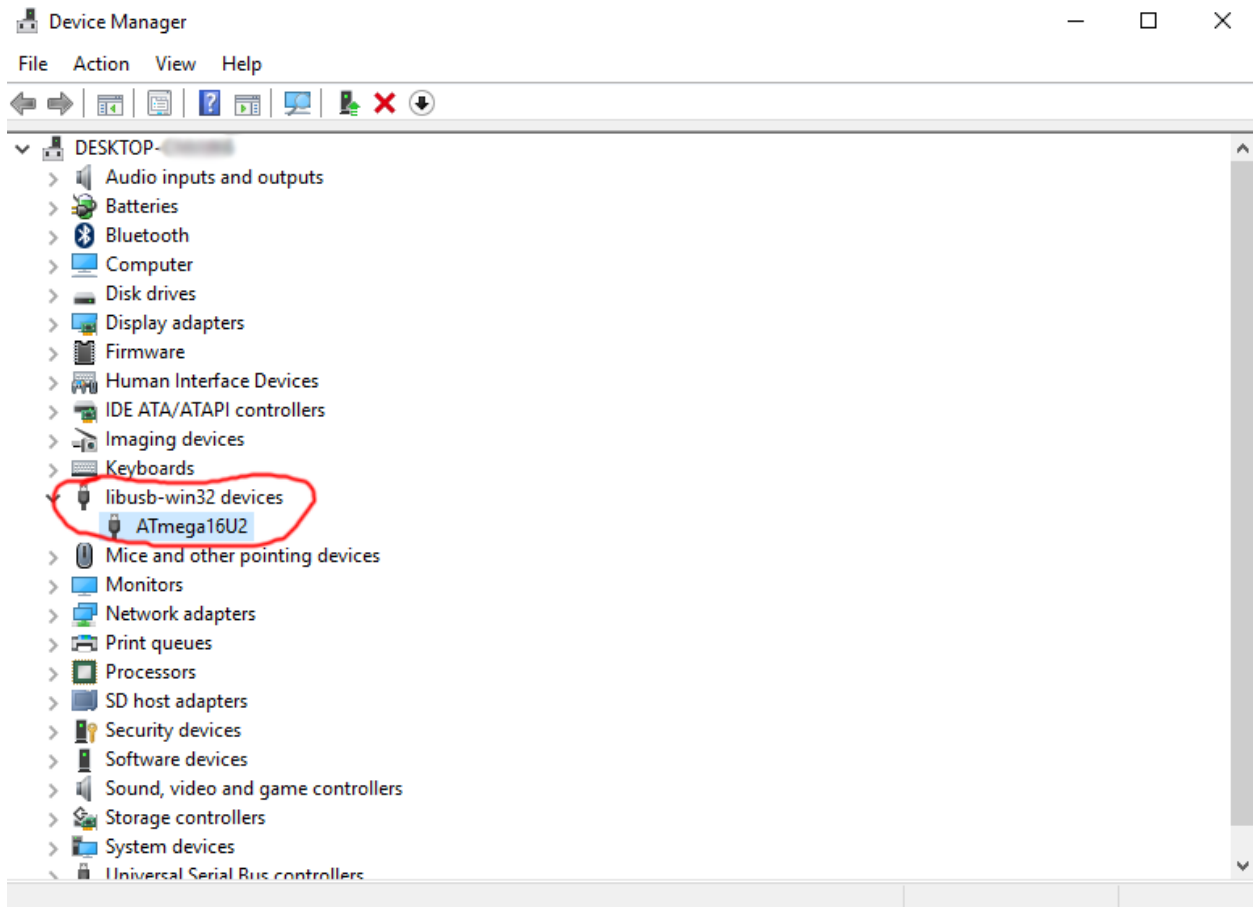 Device Manager
File Action View Help
DESKTOP-
Audio inputs and outputs
Batteries
Bluetooth
Computer
Disk drives
Display adapters
Firmware
Human Interface Devices
IDE ATA/ATAPI controllers
Imaging devices
Keyboards
libusb-win32 devices
ATmega16U2
Mice and other pointing devices
Monitors
Network adapters
Print queues
Processors
SD host adapters
Security devices
Software devices
Sound, video and game controllers
Storage controllers
System devices
Universal Serial Bus controllers